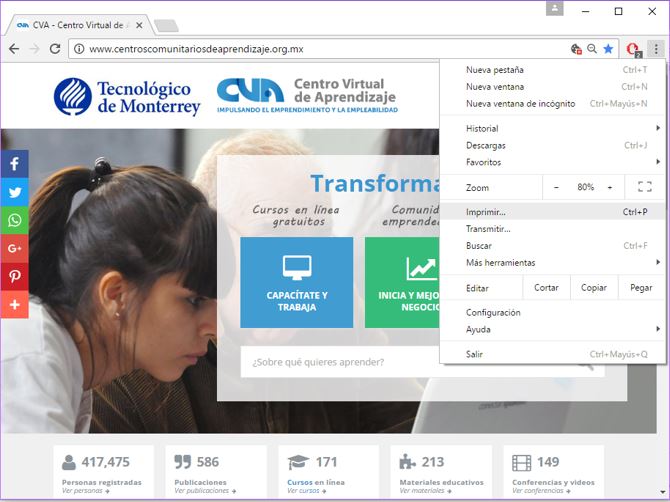 CVA - Centro Virtual de A
www.centroscomunitariosdeaprendizaje.org.mx
2
Tecnológico
de Monterrey
CVA
Centro Virtual
de Aprendizaje
IMPULSANDO EL EMPRENDIMIENTO Y LA EMPLEABILIDAD
Nueva pestaña Ctrl+T
Nueva ventana Ctrl+N
Nueva ventana de incógnito Ctrl+Mayús+N
Historial
Descargas Ctrl+J
Favoritos
Zoom − 80% +
Imprimir... Ctrl+P
Transmitir...
Buscar Ctrl+F
Más herramientas
Editar Cortar Copiar Pegar
Configuración
Ayuda
Salir Ctrl+Mayús+Q
Transforma
Cursos en línea
gratuitos
Comunid
emprende
CAPACÍTATE Y
TRABAJA
INICIA Y MEJO
NEGOCIO
¿Sobre qué quieres aprender?
G+
417,475
Personas registradas
Ver personas
586
Publicaciones
Ver publicaciones
171
Cursos en línea
Ver cursos
213
Materiales educativos
Ver materiales
149
Conferencias y videos
Ver conferencias